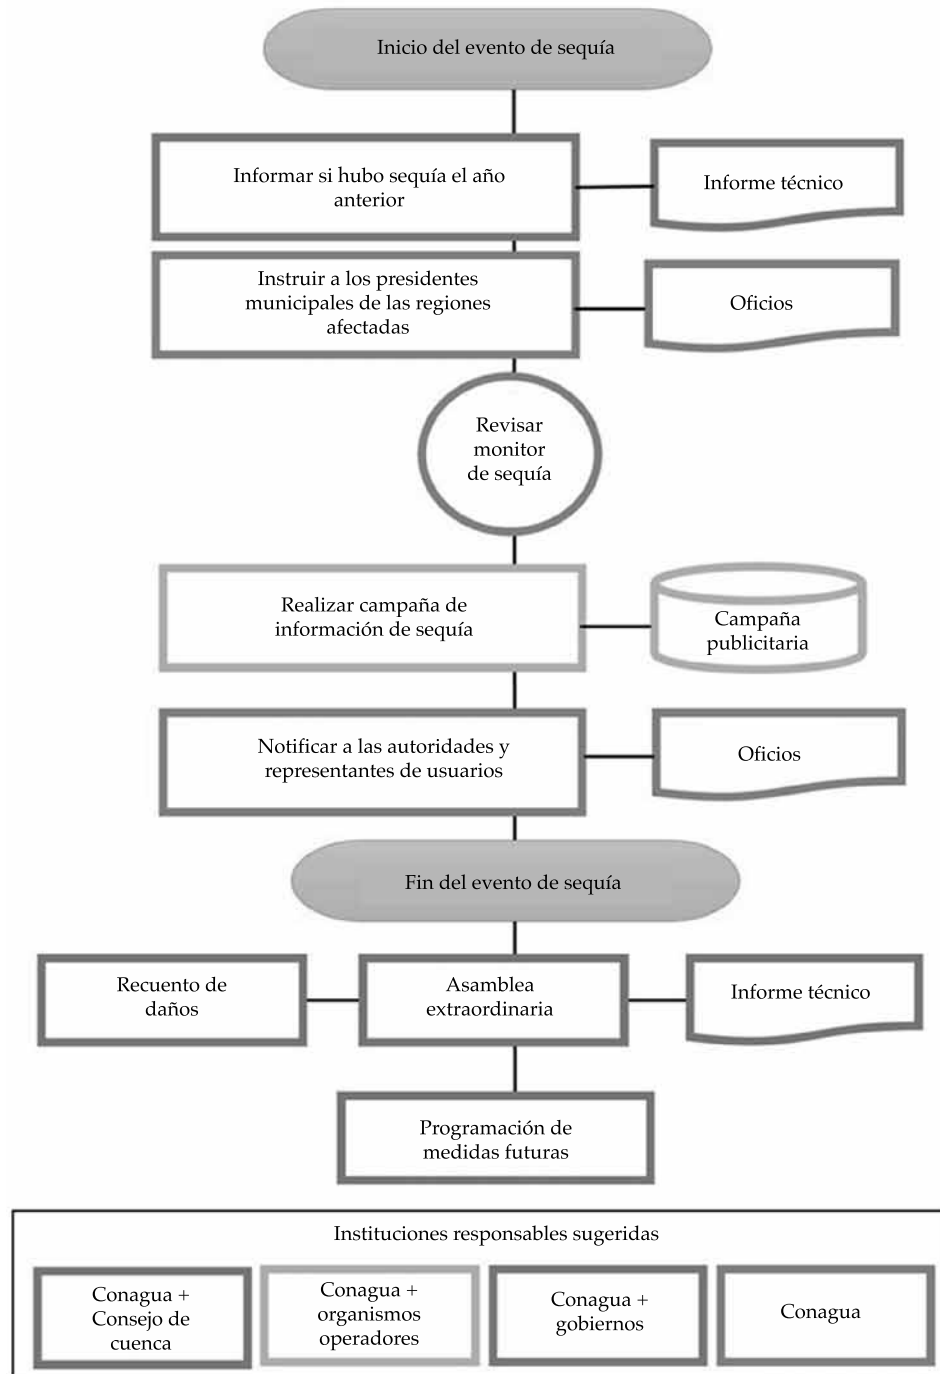 Inicio del evento de sequía
Informar si hubo sequía el año
anterior
Informe técnico
Instruir a los presidentes
municipales de las regiones
afectadas
Oficios
Revisar
monitor
de sequía
Realizar campaña de
información de sequía
Campaña
publicitaria
Notificar a las autoridades y
representantes de usuarios
Oficios
Fin del evento de sequía
Recuento de
daños
Asamblea
extraordinaria
Informe técnico
Programación de
medidas futuras
Instituciones responsables sugeridas
Conagua +
Consejo de
cuenca
Conagua +
organismos
operadores
Conagua +
gobiernos
Conagua